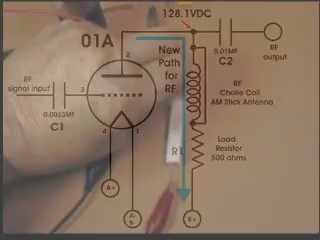 128.1VDC
01A
2
New
Path
for
RF
0.01MF
C2
RF
output
RF
signal input
3
0.0033MF
C1
RF
Choke Coil
AM Stick Antenna
4
1
R1
Load
Resistor
500 ohms
A+
A-
B-
B+